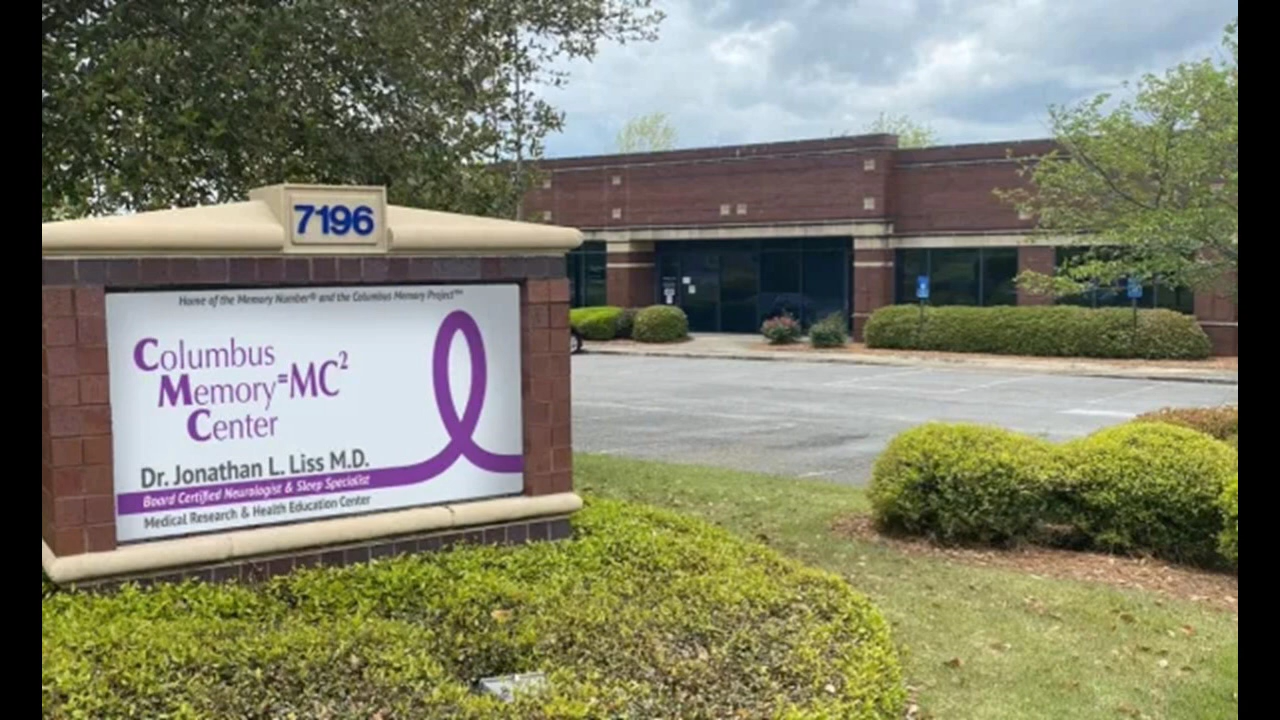 7196
Home of the Memory Number® and the Columbus Memory Project™
Columbus
Memory=MC²
Center
Dr. Jonathan L. Liss M.D.
Board Certified Neurologist & Sleep Specialist
Medical Research & Health Education Center